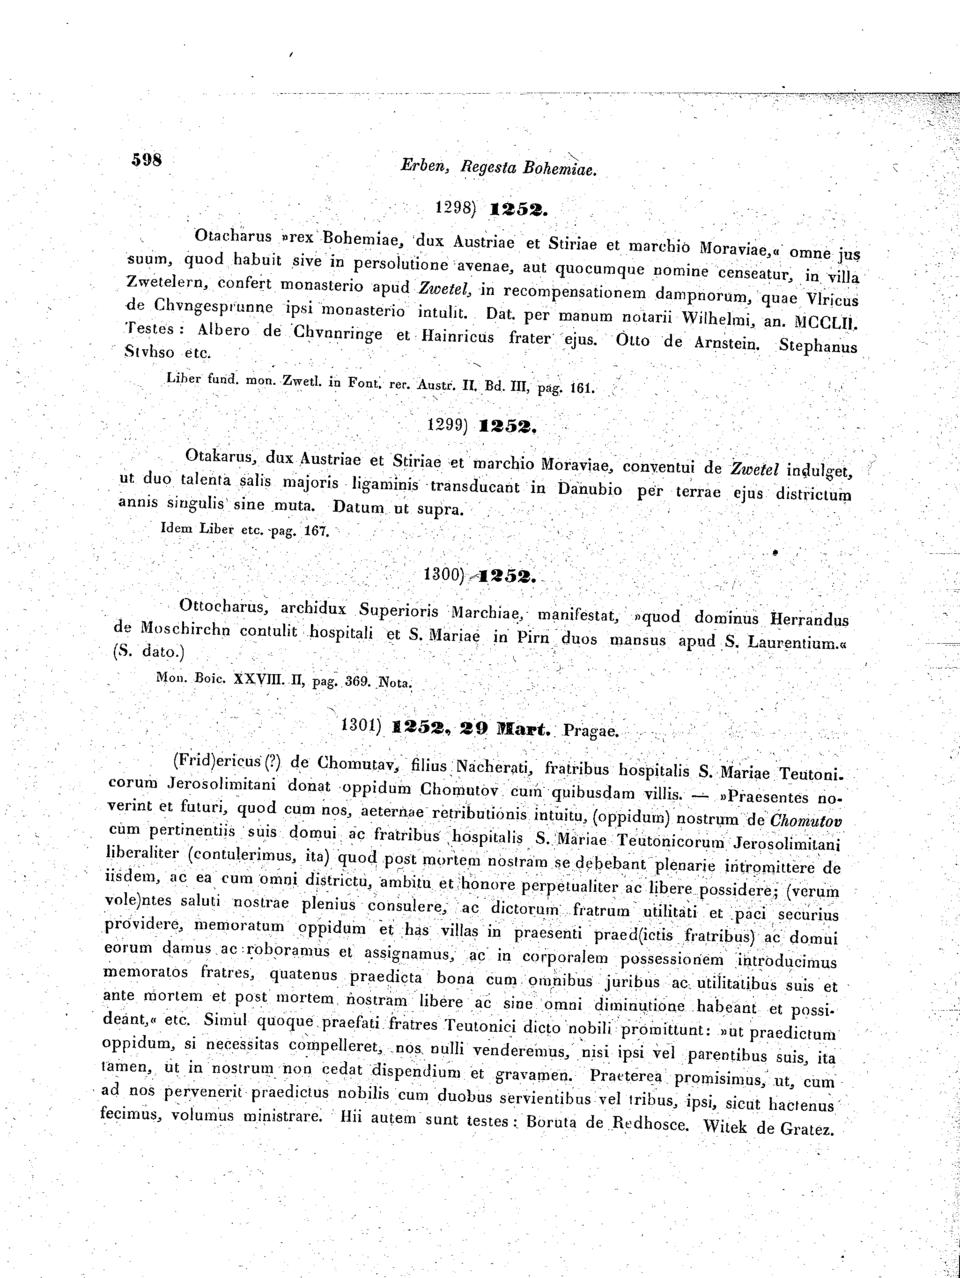 598
Erben, Regesta Bohemiae.
1298) 1252.
Otacharus »rex Bohemiae, dux Austriae et Stiriae et marchio Moraviae,« omne jus
suum, quod habuit sive in persolutione avenae, aut quocumque nomine censeatur, in villa
Zwetelern, confert monasterio apud Zwetel, in recompensationem dampnorum, quae Vlricus
de Chvngesprunne ipsi monasterio intulit. Dat. per manum notarii Wilhelmi, an. MCCLII.
Testes: Albero de Chvnnringe et Hainricus frater ejus. Otto de Arnstein. Stephanus
Stvhso etc.
Liber fund. mon. Zwetl. in Font. rer. Austr. II. Bd. III, pag. 161.
1299) 1252.
Otakarus, dux Austriae et Stiriae et marchio Moraviae, conventui de Zwetel indulget,
ut duo talenta salis majoris ligaminis transducant in Danubio per terrae ejus districtum
annis singulis sine muta. Datum ut supra.
Idem Liber etc. pag. 167.
1300) 1252.
Ottocharus, archidux Superioris Marchiae, manifestat, »quod dominus Herrandus
de Moschirchn contulit hospitali et S. Mariae in Pirn duos mansus apud S. Laurentium.«
(S. dato.)
Mon. Boic. XXVIII. II, pag. 369. Nota.
1301) 1252, 29 Mart. Pragae.
(Frid)ericus (?) de Chomutav, filius Nacherati, fratribus hospitalis S. Mariae Teutoni-
corum Jerosolimitani donat oppidum Chomutov cum quibusdam villis. — »Praesentes no-
verint et futuri, quod cum nos, aeternae retributionis intuitu, (oppidum) nostrum de Chomutov
cum pertinentiis suis domui ac fratribus hospitalis S. Mariae Teutonicorum Jerosolimitani
liberaliter (contulerimus, ita) quod post mortem nostram se debebant plenarie intromittere de
iisdem, ac ea cum omni districtu, ambitu et honore perpetualiter ac libere possidere; (verum
vole)ntes saluti nostrae plenius consulere, ac dictorum fratrum utilitati et paci securius
providere, memoratum oppidum et has villas in praesenti praed(ictis fratribus) ac domui
eorum damus ac roboramus et assignamus, ac in corporalem possessionem introducimus
memoratos fratres, quatenus praedicta bona cum omnibus juribus ac utilitatibus suis et
ante mortem et post mortem nostram libere ac sine omni diminutione habeant et possi-
deant,« etc. Simul quoque praefati fratres Teutonici dicto nobili promittunt: »ut praedictum
oppidum, si necessitas compelleret, nos nulli venderemus, nisi ipsi vel parentibus suis, ita
tamen, ut in nostrum non cedat dispendium et gravamen. Praeterea promisimus, ut, cum
ad nos pervenerit praedictus nobilis cum duobus servientibus vel tribus, ipsi, sicut hactenus
fecimus, volumus ministrare. Hii autem sunt testes: Boruta de Redhosce. Witek de Gratez.